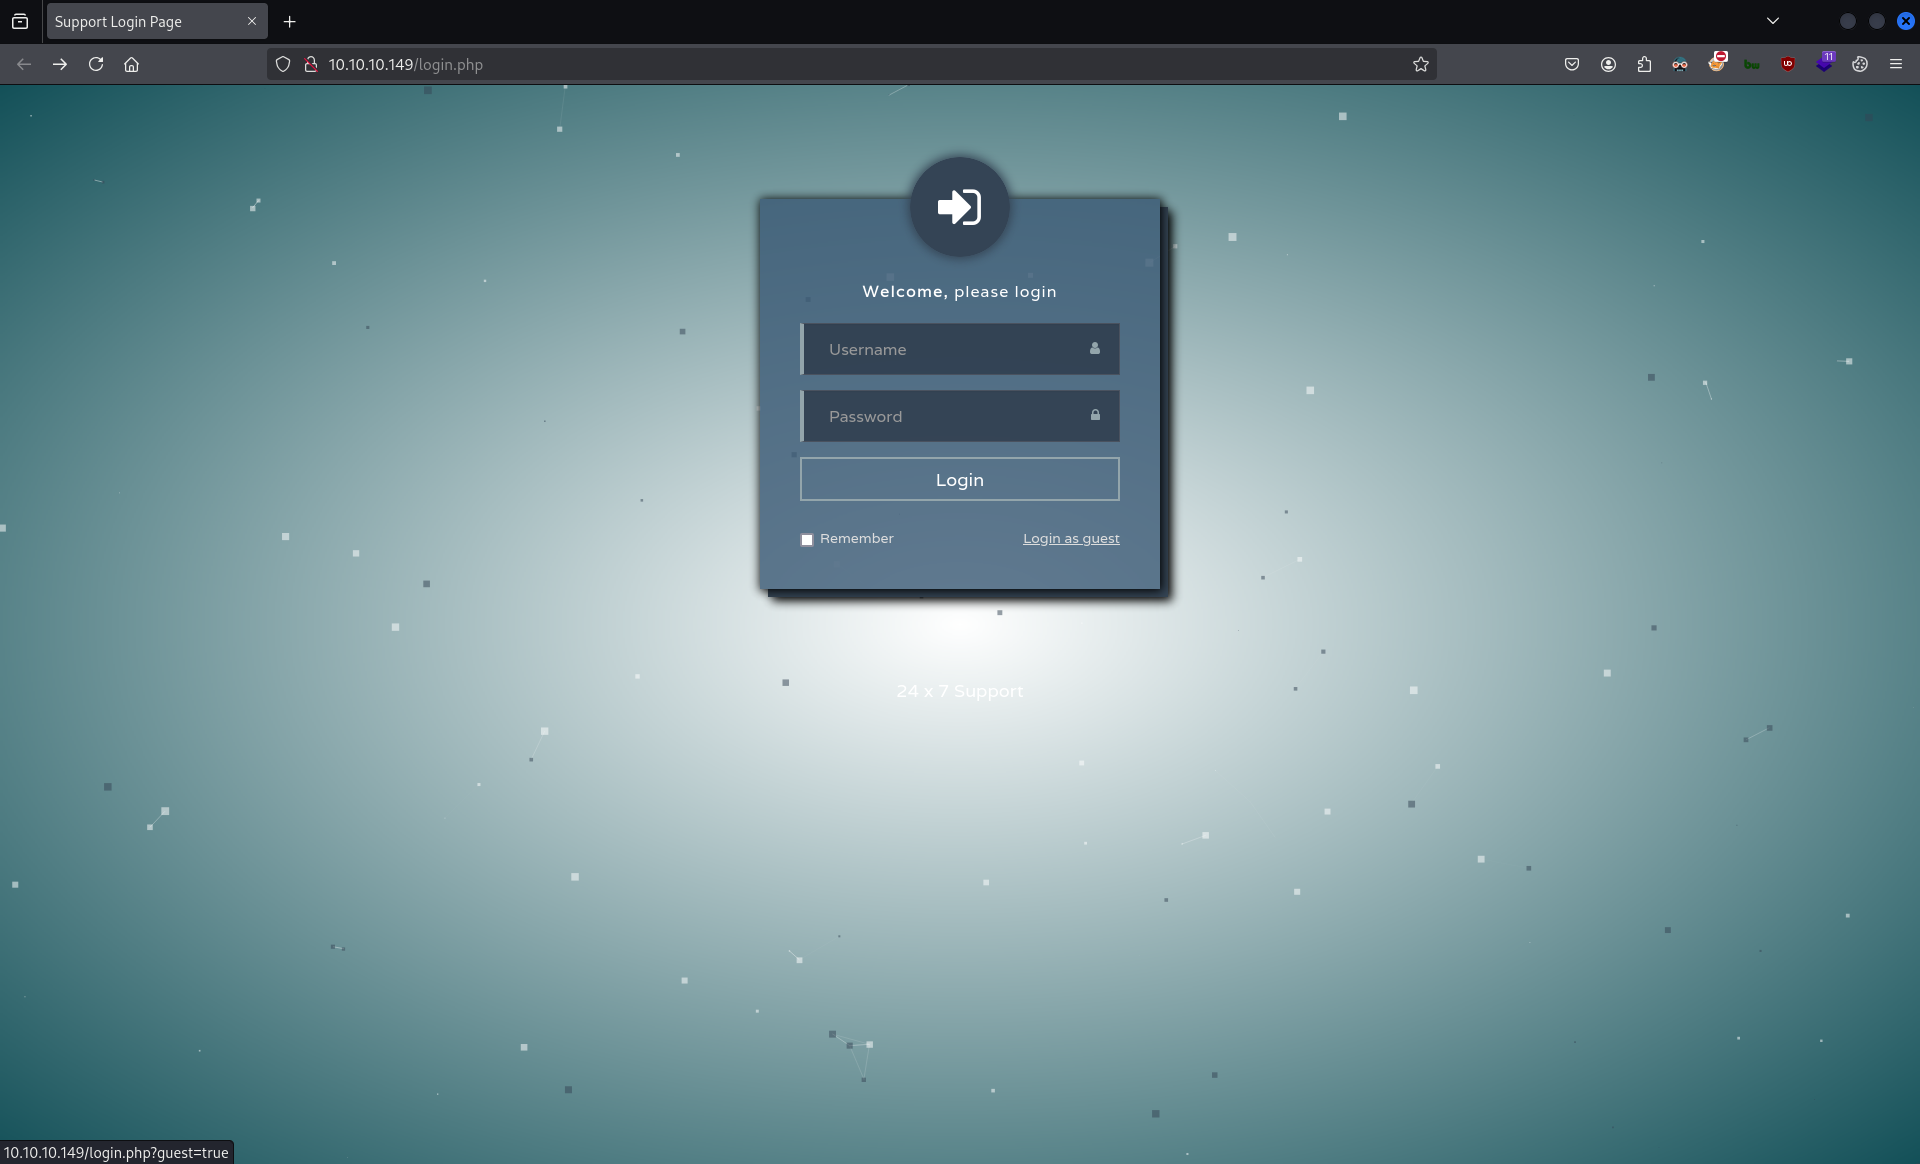 Support Login Page
10.10.10.149/login.php
11
Welcome, please login
Username
Password
Login
Remember
Login as guest
24 x 7 Support
10.10.10.149/login.php?guest=true